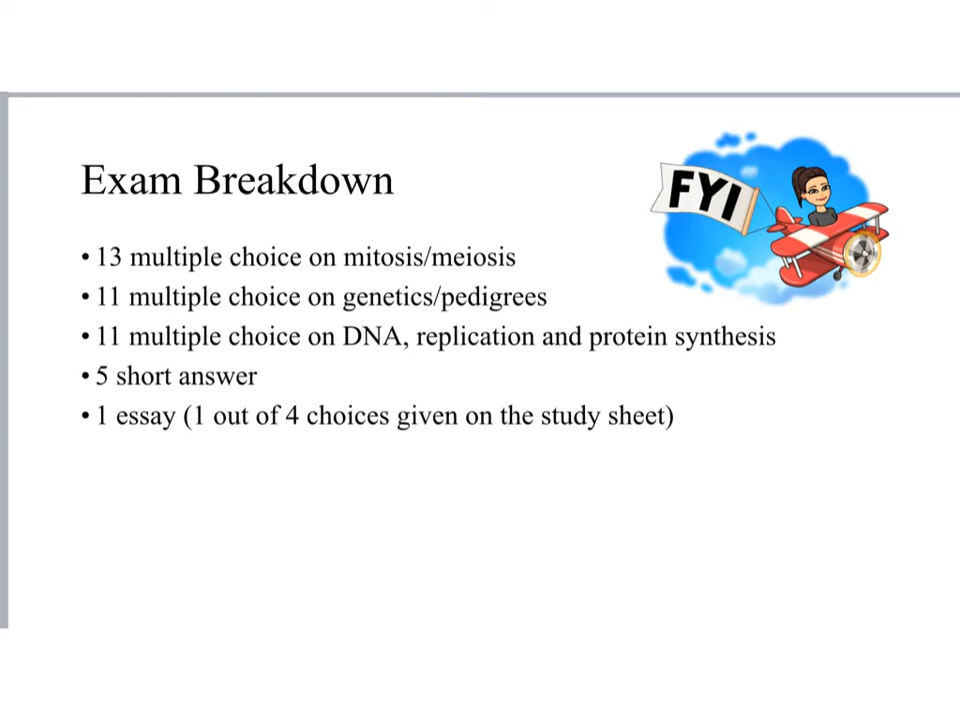 Exam Breakdown
FYI
• 13 multiple choice on mitosis/meiosis
• 11 multiple choice on genetics/pedigrees
• 11 multiple choice on DNA, replication and protein synthesis
• 5 short answer
• 1 essay (1 out of 4 choices given on the study sheet)